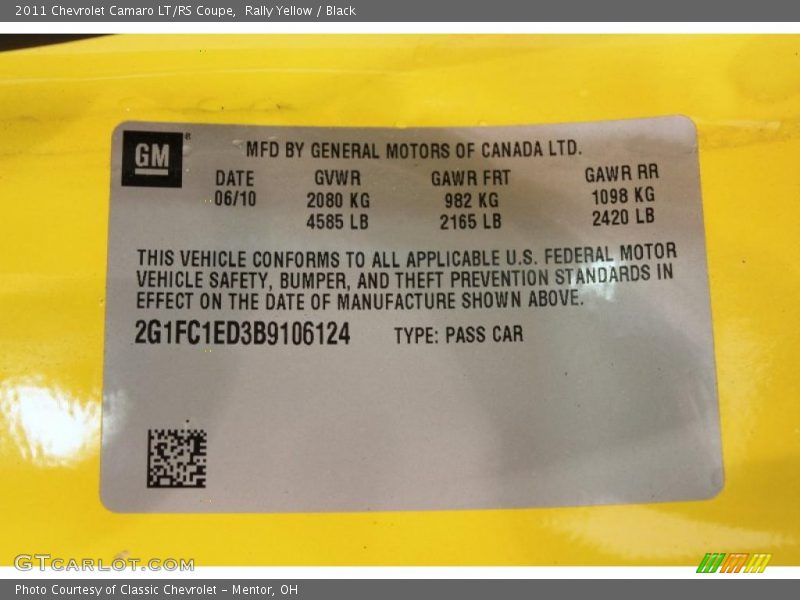 2011 Chevrolet Camaro LT/RS Coupe, Rally Yellow / Black
GM®
MFD BY GENERAL MOTORS OF CANADA LTD.
DATE GVWR GAWR FRT GAWR RR
06/10 2080 KG 982 KG 1098 KG
4585 LB 2165 LB 2420 LB
THIS VEHICLE CONFORMS TO ALL APPLICABLE U.S. FEDERAL MOTOR
VEHICLE SAFETY, BUMPER, AND THEFT PREVENTION STANDARDS IN
EFFECT ON THE DATE OF MANUFACTURE SHOWN ABOVE.
2G1FC1ED3B9106124 TYPE: PASS CAR
GTCarLot.com
Photo Courtesy of Classic Chevrolet - Mentor, OH